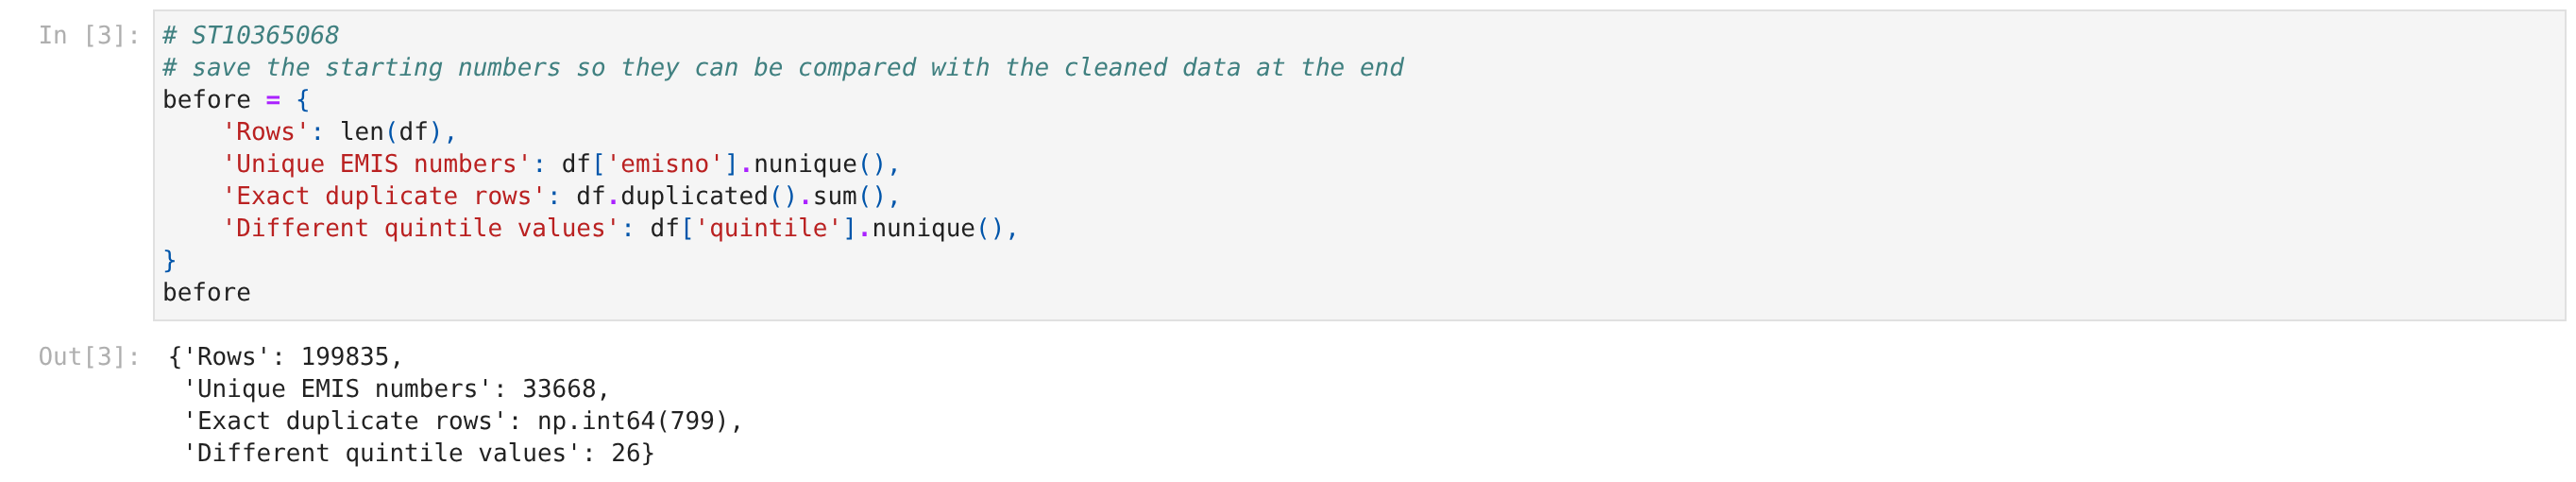 In [3]: # ST10365068
# save the starting numbers so they can be compared with the cleaned data at the end
before = {
    'Rows': len(df),
    'Unique EMIS numbers': df['emisno'].nunique(),
    'Exact duplicate rows': df.duplicated().sum(),
    'Different quintile values': df['quintile'].nunique(),
}
before
Out[3]: {'Rows': 199835,
 'Unique EMIS numbers': 33668,
 'Exact duplicate rows': np.int64(799),
 'Different quintile values': 26}